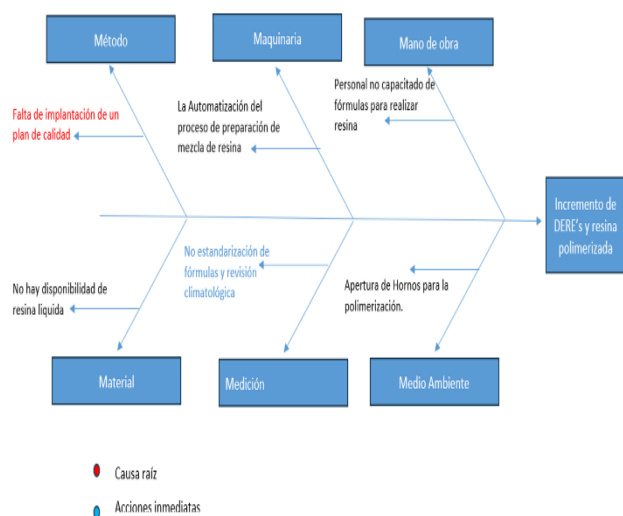 Método
Maquinaria
Mano de obra
Falta de implantación de un
plan de calidad
La Automatización del
proceso de preparación de
mezcla de resina
Personal no capacitado de
fórmulas para realizar
resina
Incremento de
DERE's y resina
polimerizada
No hay disponibilidad de
resina líquida
No estandarización de
fórmulas y revisión
climatológica
Apertura de Hornos para la
polimerización.
Material
Medición
Medio Ambiente
Causa raíz
Acciones inmediatas